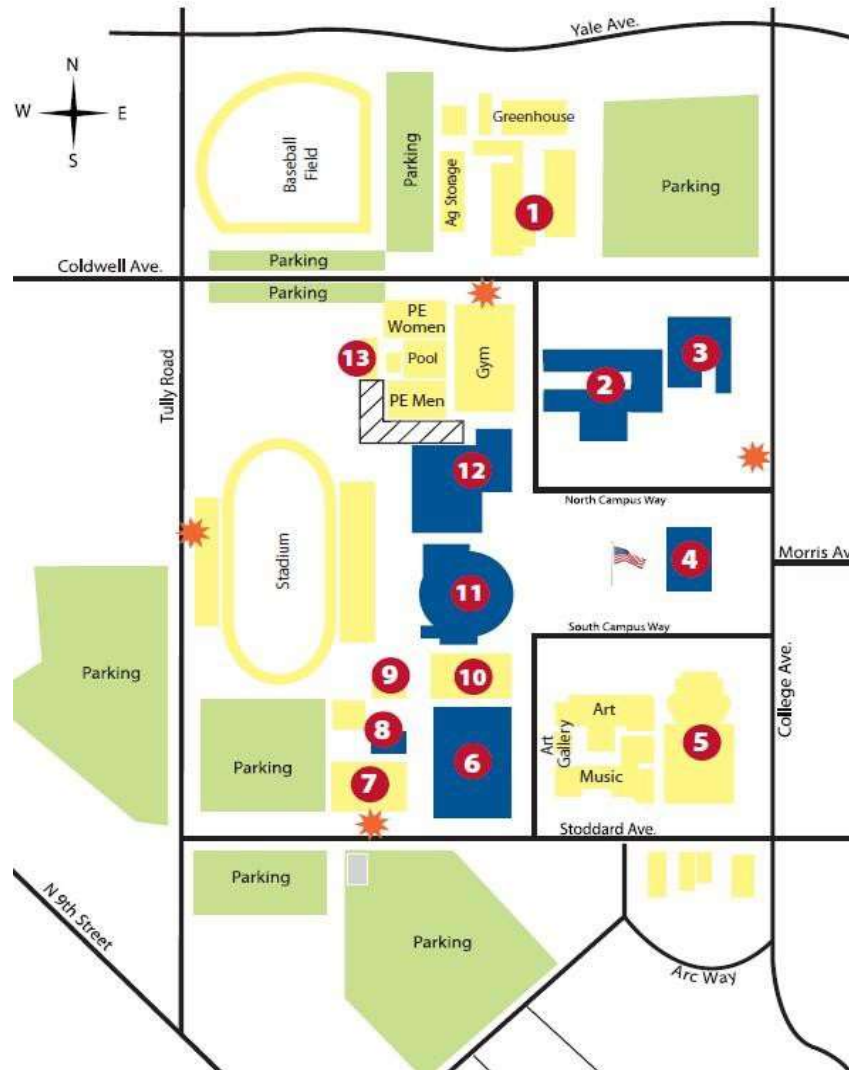 Yale Ave.
N
W
E
S
Greenhouse
Baseball
Field
Parking
Ag Storage
1
Parking
Parking
Coldwell Ave.
Parking
PE
Women
13
Pool
Gym
PE Men
2
3
Tully Road
12
North Campus Way
Stadium
11
4
Morris Av
South Campus Way
Parking
9
10
College Ave.
Art
Art
Gallery
5
8
6
Parking
7
Music
Stoddard Ave.
Parking
N 9th Street
Parking
Arc Way